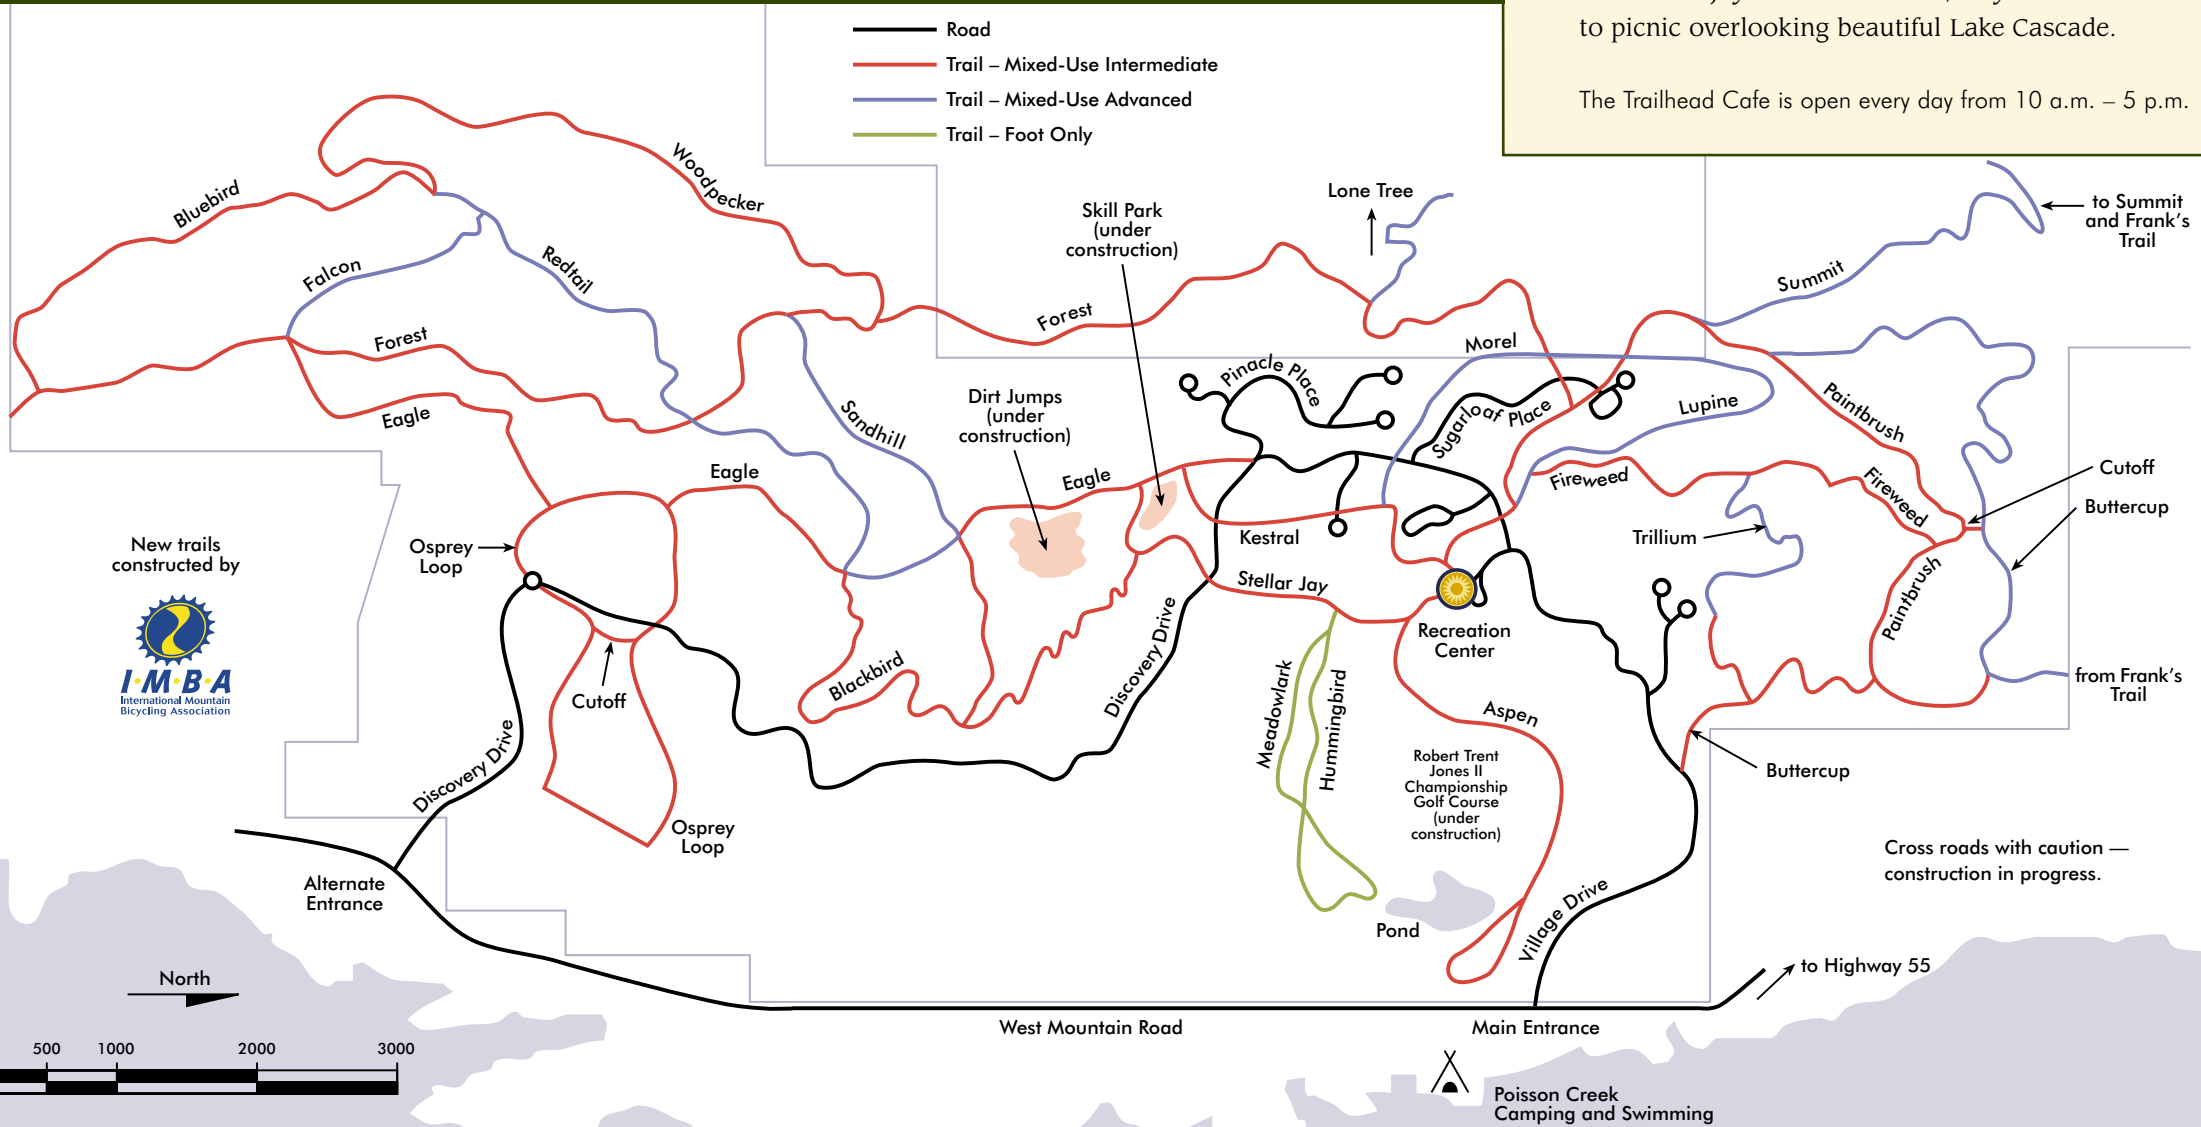 to picnic overlooking beautiful Lake Cascade.
The Trailhead Cafe is open every day from 10 a.m. – 5 p.m.
Road
Trail – Mixed-Use Intermediate
Trail – Mixed-Use Advanced
Trail – Foot Only
Woodpecker
Bluebird
Falcon
Redtail
Forest
Eagle
Skill Park
(under
construction)
Lone Tree
to Summit
and Frank's
Trail
Summit
Forest
Morel
Pinacle Place
Sugarloaf Place
Lupine
Paintbrush
Dirt Jumps
(under
construction)
Sandhill
Eagle
Eagle
Fireweed
Fireweed
Cutoff
Buttercup
Trillium
Kestral
Stellar Jay
New trails
constructed by
I·M·B·A
International Mountain
Bicycling Association
Osprey
Loop
Cutoff
Blackbird
Discovery Drive
Recreation
Center
Paintbrush
from Frank's
Trail
Meadowlark
Hummingbird
Aspen
Discovery Drive
Robert Trent
Jones II
Championship
Golf Course
(under
construction)
Buttercup
Osprey
Loop
Cross roads with caution —
construction in progress.
Alternate
Entrance
Pond
Village Drive
to Highway 55
North
West Mountain Road
Main Entrance
500 1000 2000 3000
Poisson Creek
Camping and Swimming